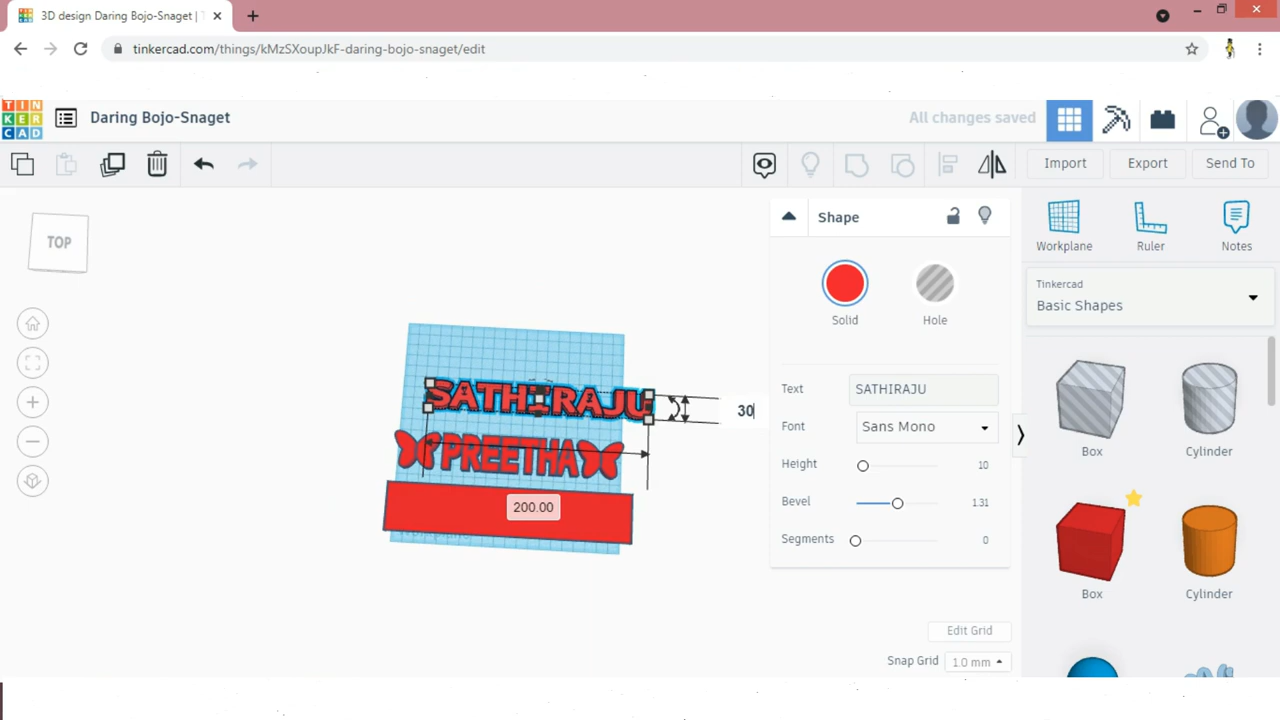 3D design Daring Bojo-Snaget | T
tinkercad.com/things/kMzSXoupJkF-daring-bojo-snaget/edit
TIN
KER
CAD
Daring Bojo-Snaget
All changes saved
Import
Export
Send To
TOP
Shape
Workplane
Ruler
Notes
Solid
Hole
Tinkercad
Basic Shapes
SATHIRAJU
30
PREETHA
200.00
Text
SATHIRAJU
Font
Sans Mono
Height
10
Bevel
1.31
Segments
0
Box
Cylinder
Box
Cylinder
Edit Grid
Snap Grid
1.0 mm